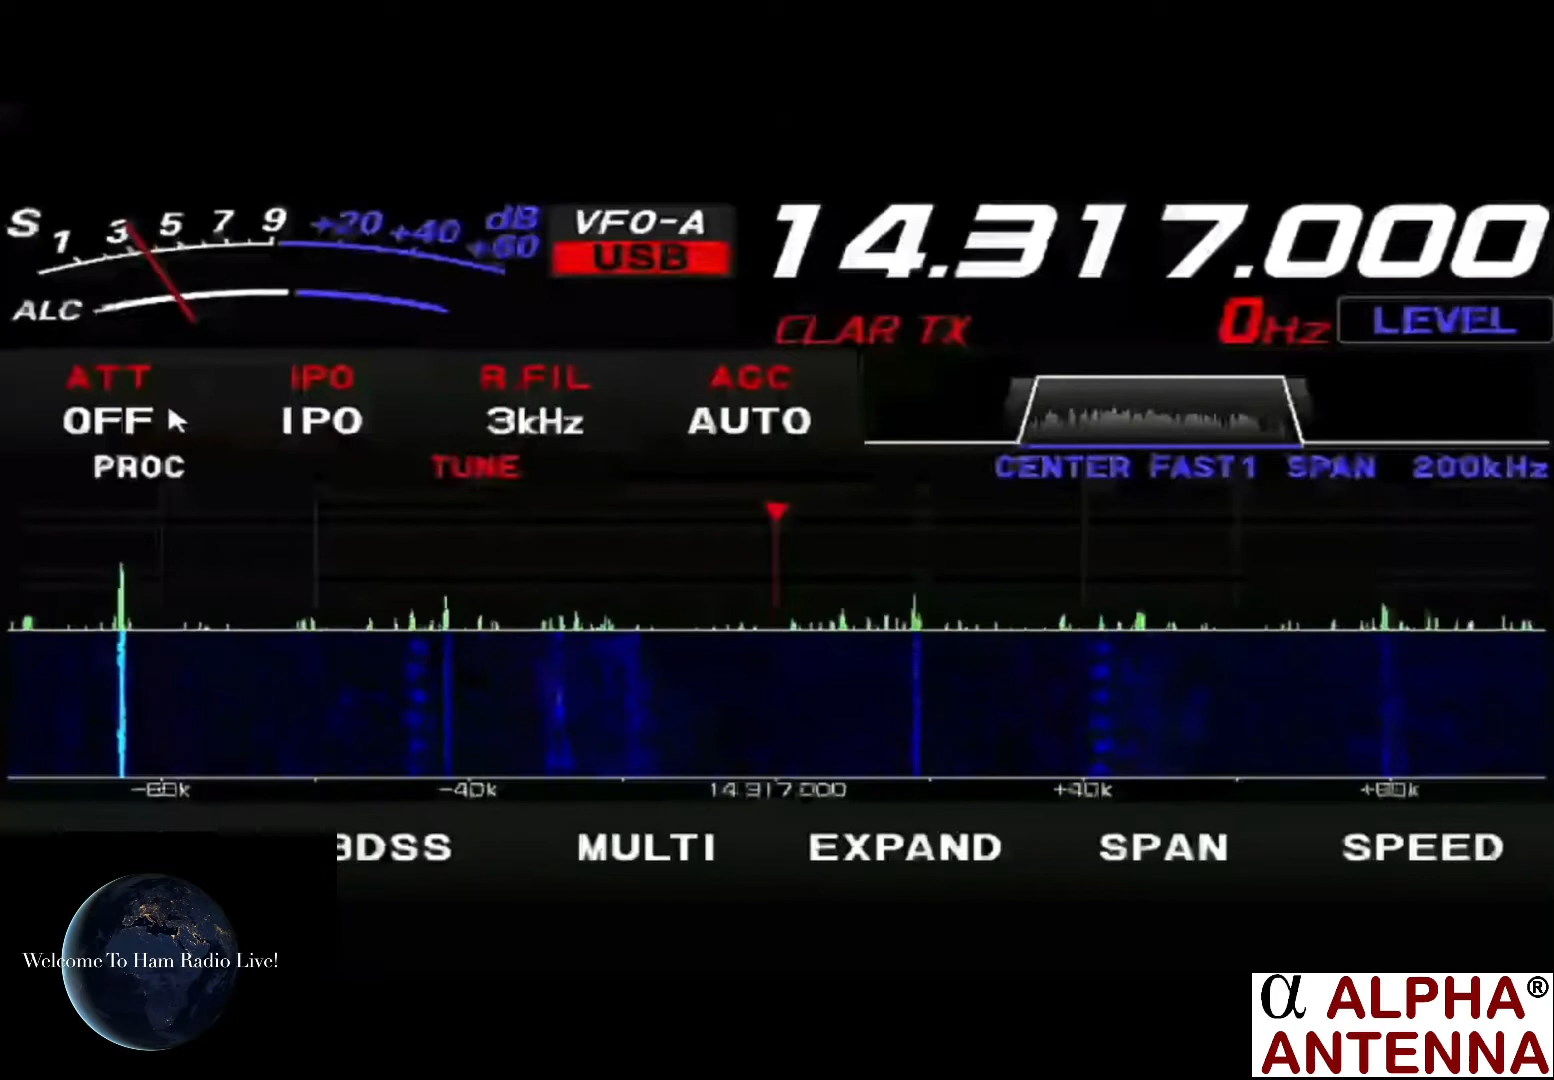 S 1 3 5 7 9 +20 +40 dB +60
VFO-A
USB
14.317.000
ALC
CLAR TX
0Hz
LEVEL
ATT IPO R.FIL AGC
OFF IPO 3kHz AUTO
PROC TUNE
CENTER FAST1 SPAN 200kHz
-40k 14.317.000 +40k +80k
3DSS MULTI EXPAND SPAN SPEED
Welcome To Ham Radio Live!
α ALPHA®
ANTENNA